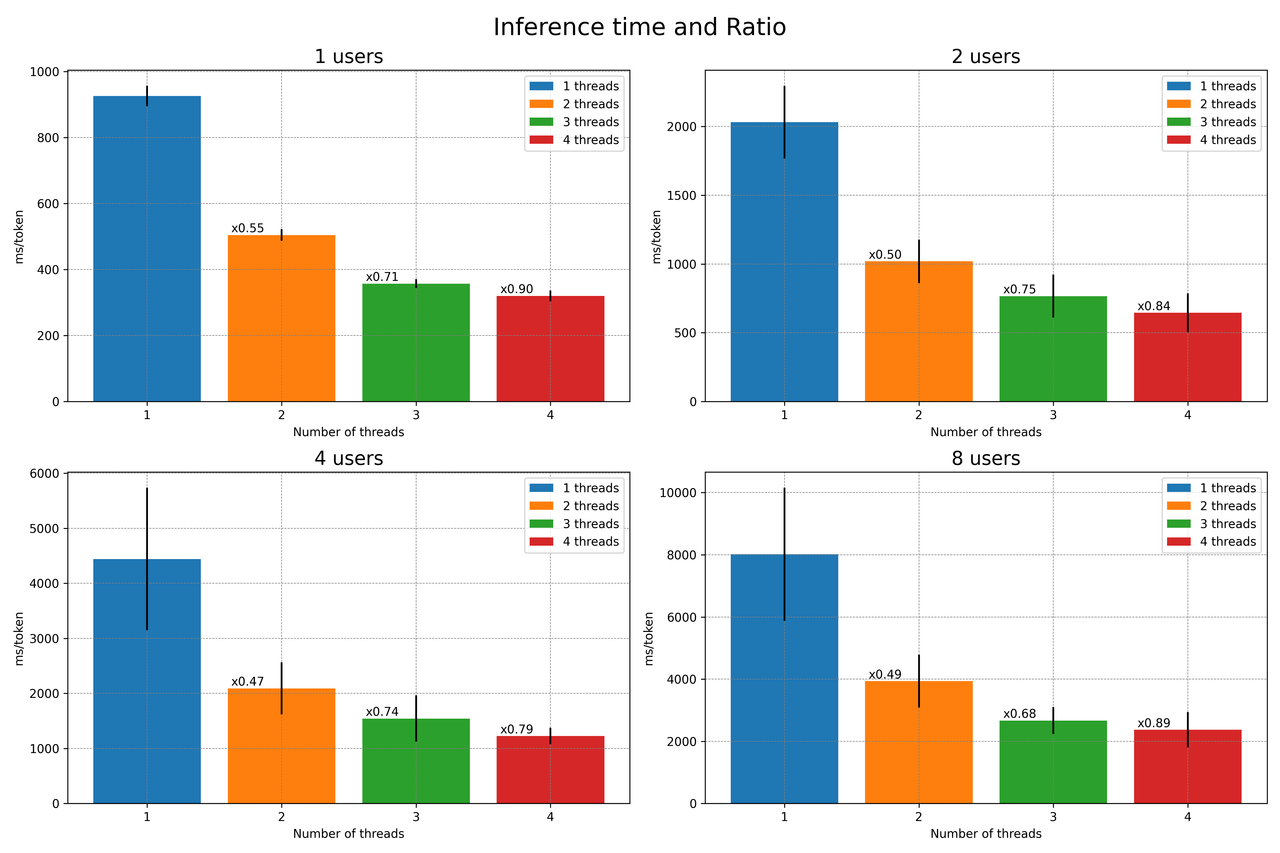 Inference time and Ratio
1 users
1000
800
600
400
200
0
ms/token
x0.55
x0.71
x0.90
1 threads
2 threads
3 threads
4 threads
1 2 3 4
Number of threads
2 users
2000
1500
1000
500
0
ms/token
x0.50
x0.75
x0.84
1 threads
2 threads
3 threads
4 threads
1 2 3 4
Number of threads
4 users
6000
5000
4000
3000
2000
1000
0
ms/token
x0.47
x0.74
x0.79
1 threads
2 threads
3 threads
4 threads
1 2 3 4
Number of threads
8 users
10000
8000
6000
4000
2000
0
ms/token
x0.49
x0.68
x0.89
1 threads
2 threads
3 threads
4 threads
1 2 3 4
Number of threads